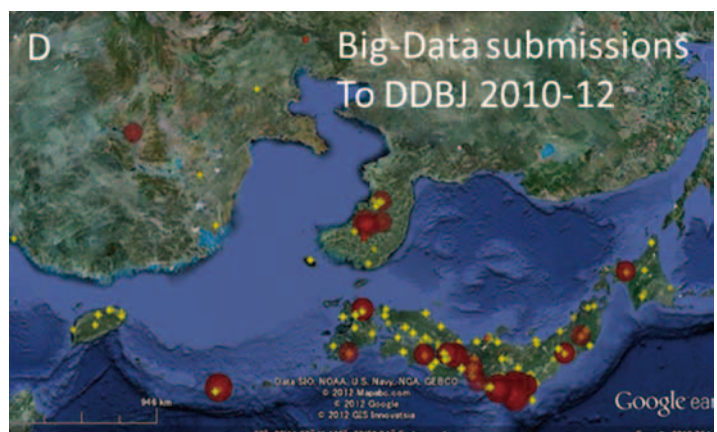 D
Big-Data submissions
To DDBJ 2010-12
Data SIO, NOAA, U.S. Navy, NGA, GEBCO
© 2012 Mapabc.com
© 2012 Google
© 2012 GIS Innovatsia
946 km
Google ear